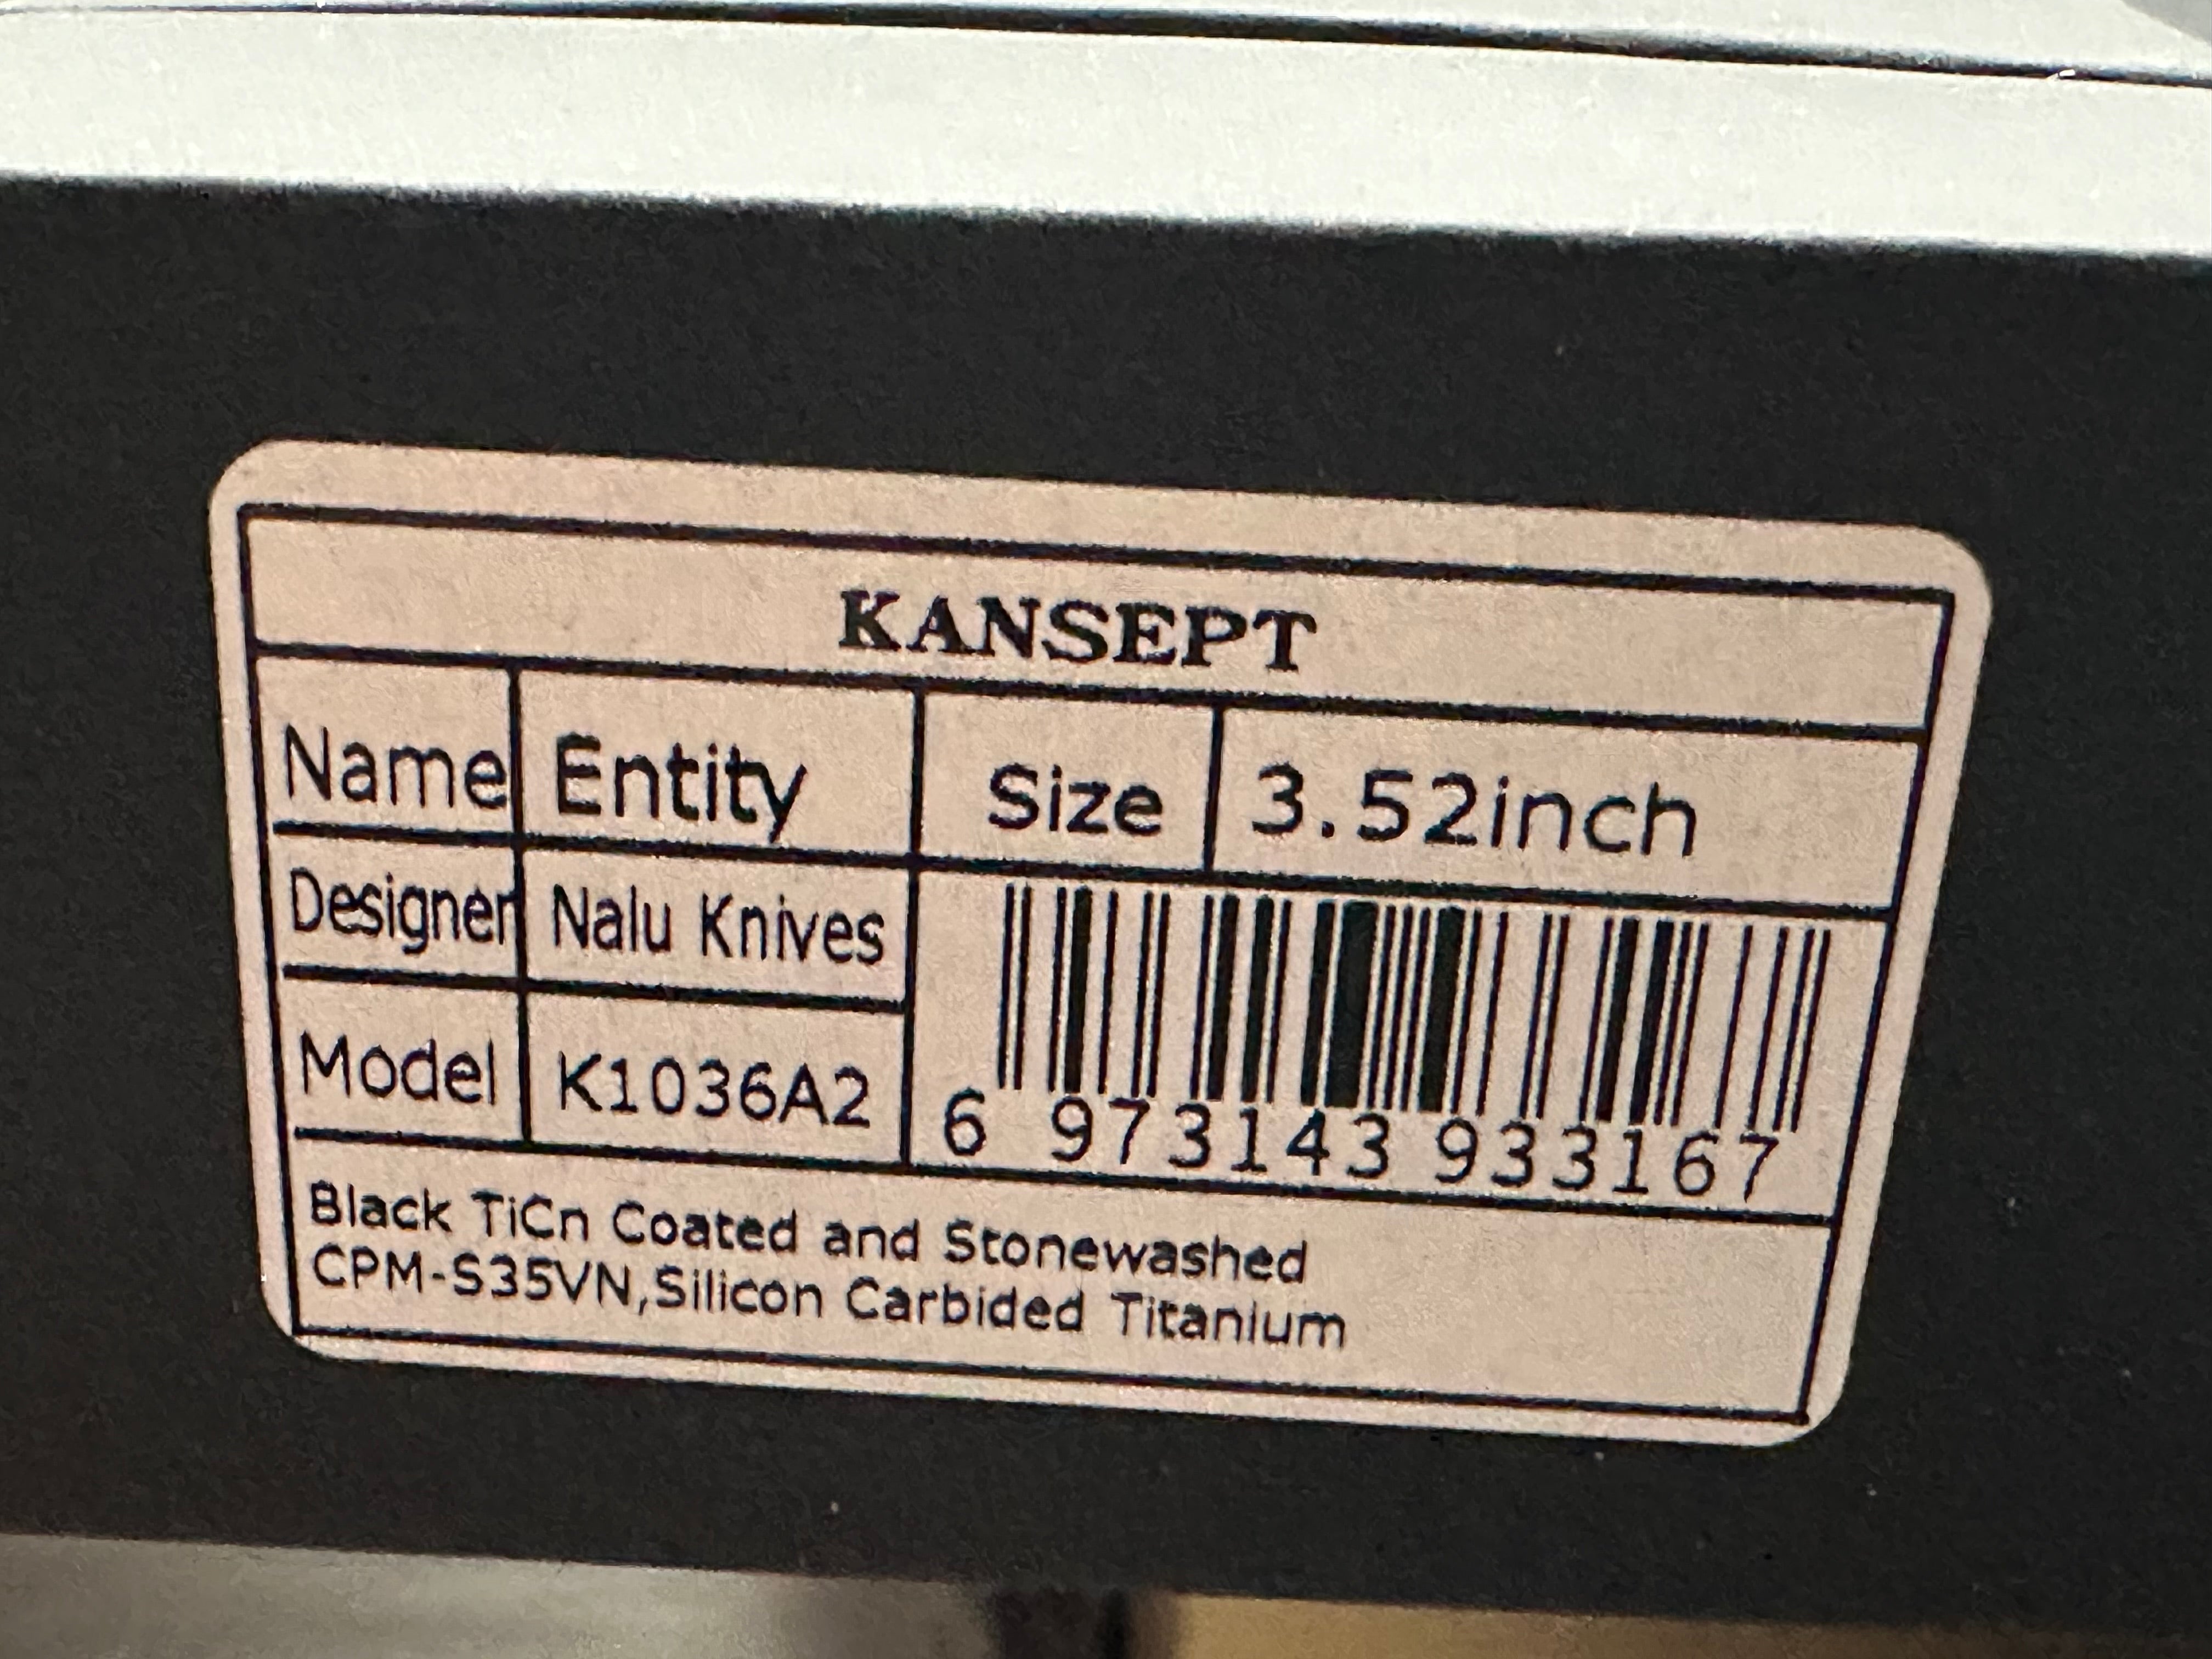 KANSEPT
Name Entity Size 3.52inch
Designer Nalu Knives
Model K1036A2
6 973143 933167
Black TiCn Coated and Stonewashed
CPM-S35VN,Silicon Carbided Titanium